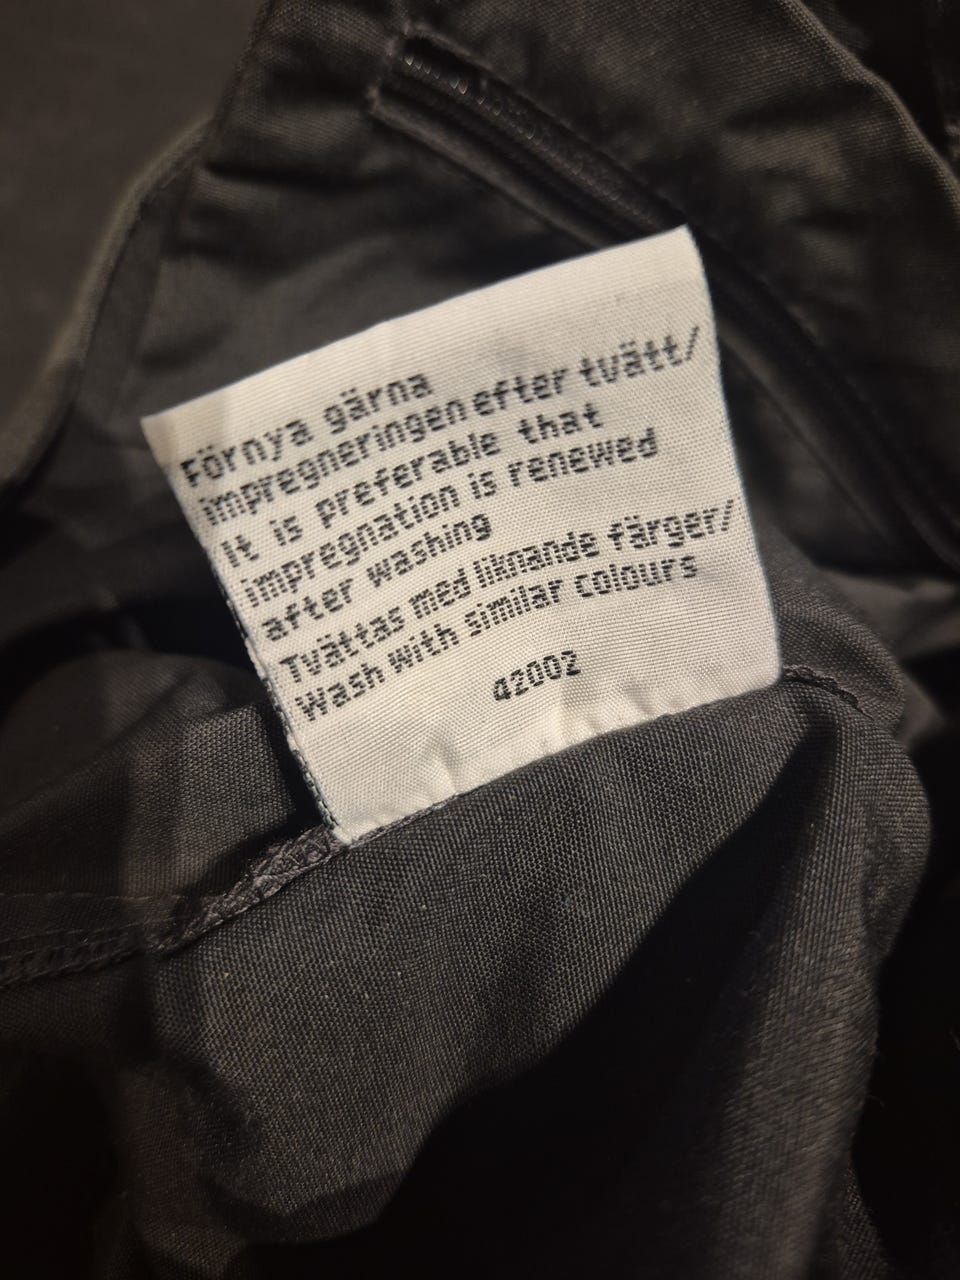 Förnya gärna
impregneringen efter tvätt/
It is preferable that
impregnation is renewed
after washing
Tvättas med liknande färger/
Wash with similar colours
42002